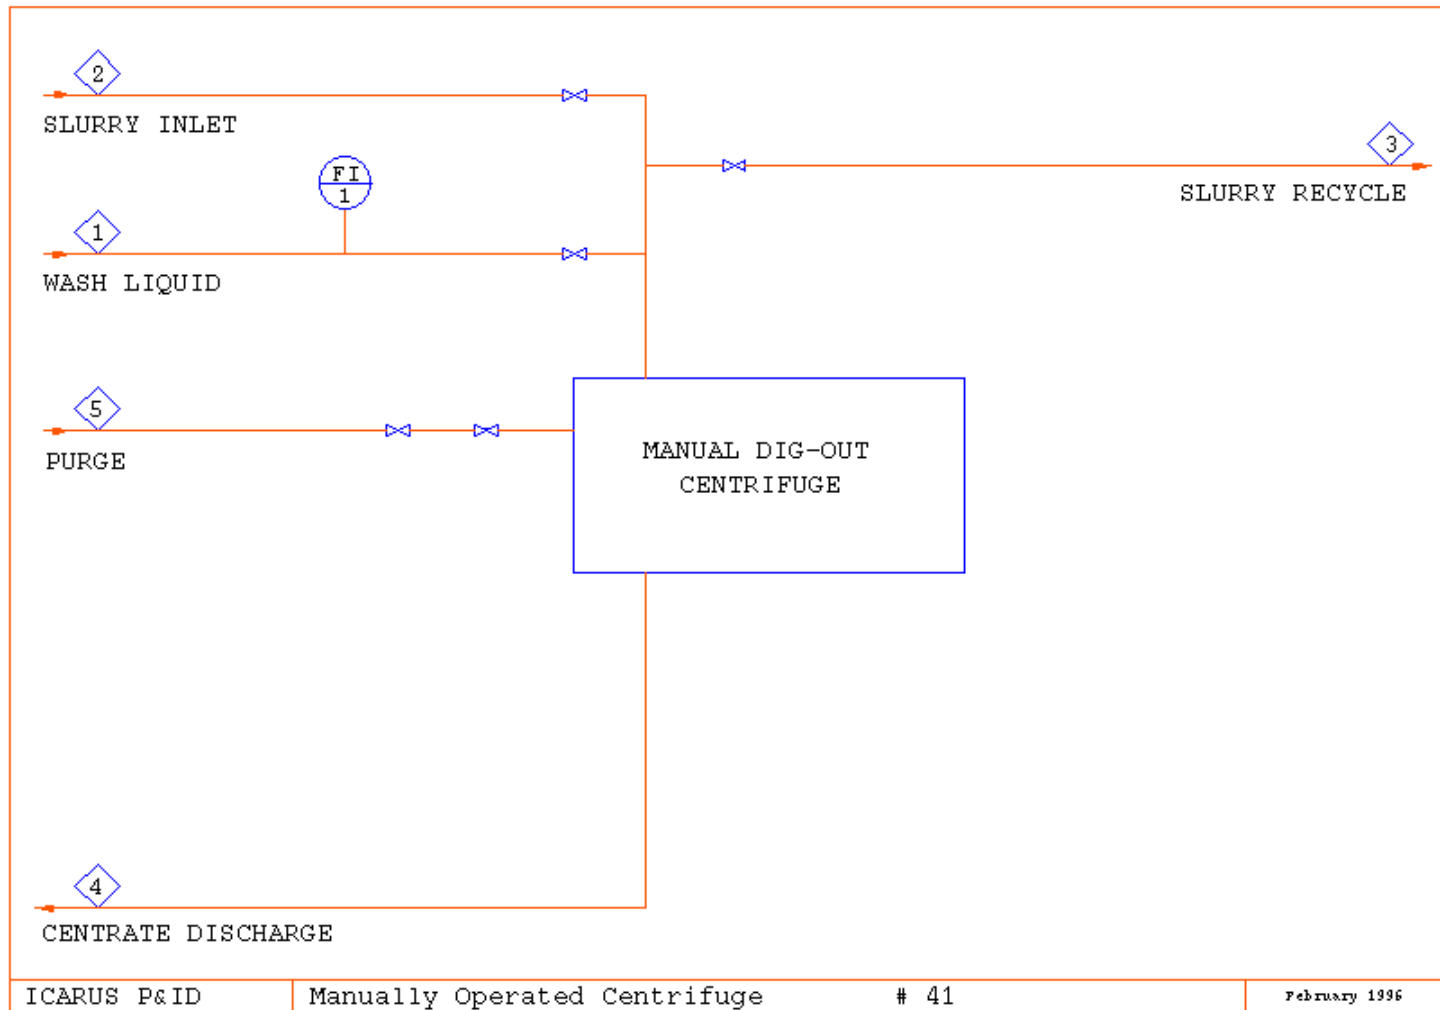 2
SLURRY INLET
3
SLURRY RECYCLE
FI
1
1
WASH LIQUID
5
PURGE
MANUAL DIG-OUT
CENTRIFUGE
4
CENTRATE DISCHARGE
ICARUS P&ID
Manually Operated Centrifuge # 41
February 1996